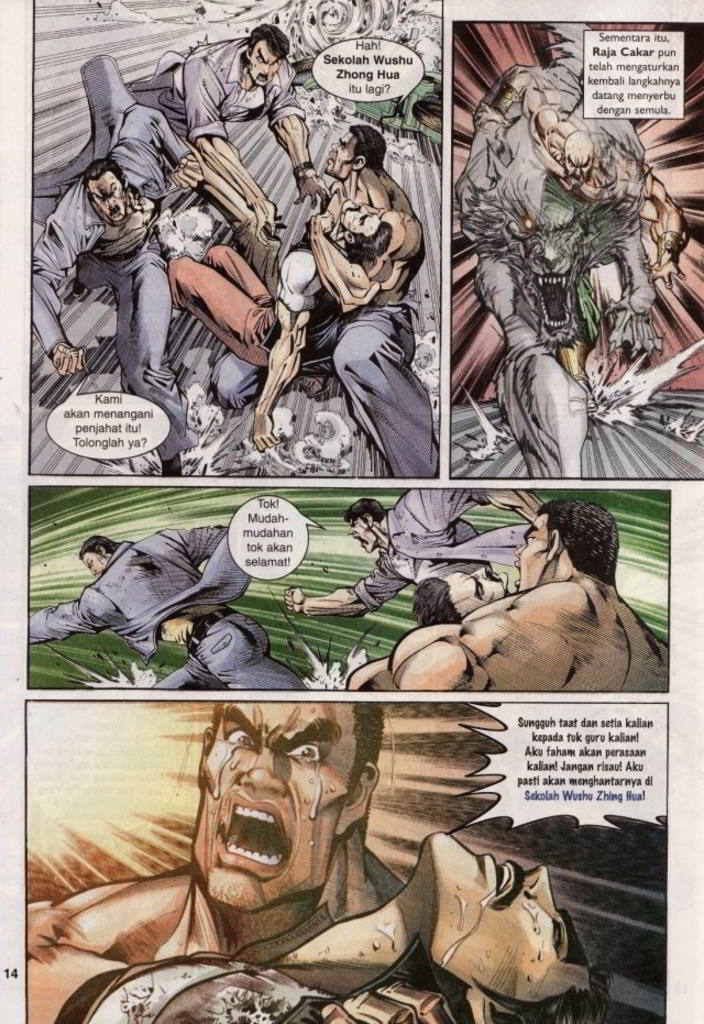 Hah!
Sekolah Wushu
Zhong Hua
itu lagi?
Kami
akan menangani
penjahat itu!
Tolonglah ya?
Sementara itu,
Raja Cakar pun
telah mengaturkan
kembali langkahnya
datang menyerbu
dengan semula.
Tok!
Mudah-
mudahan
tok akan
selamat!
Sungguh taat dan setia kalian
kepada tuk guru kalian!
Aku faham akan perasaan
kalian! Jangan risau! Aku
pasti akan menghantarnya di
Sekolah Wushu Zhing Hua!
14